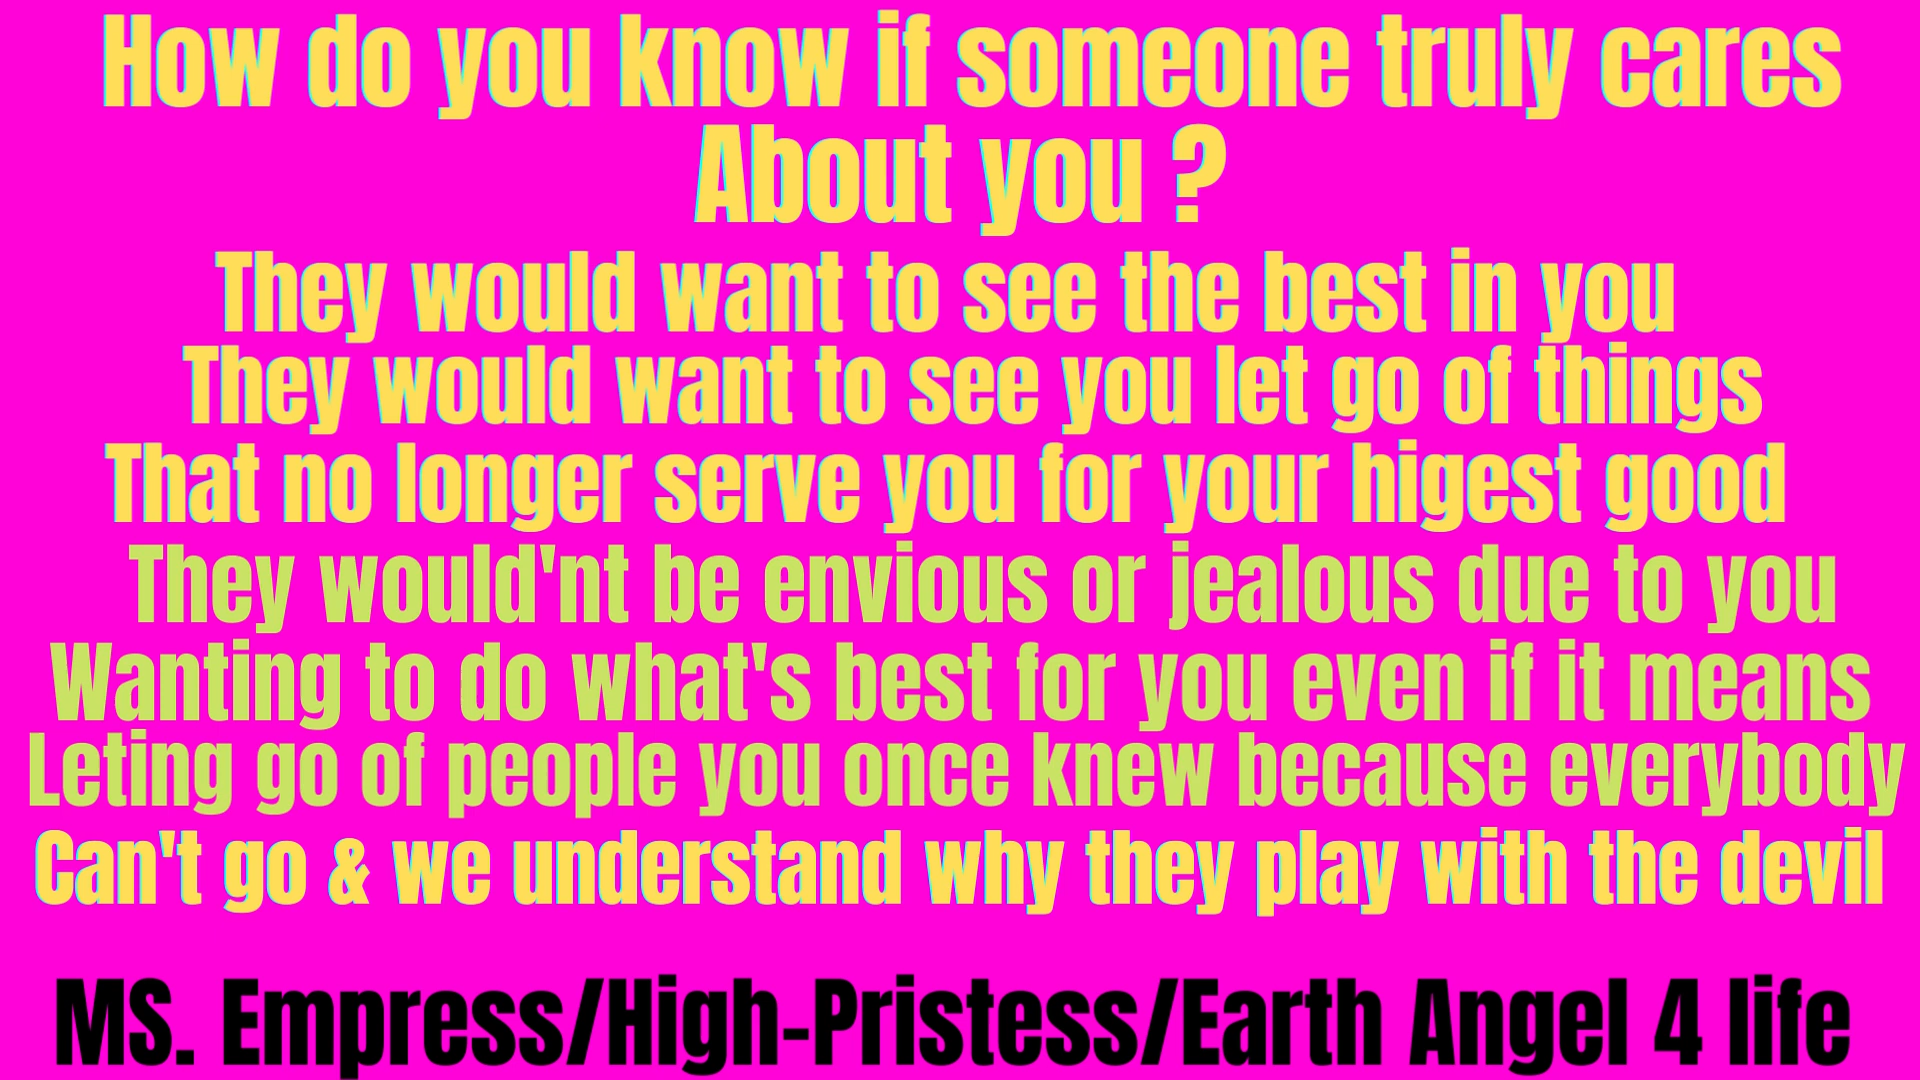 How do you know if someone truly cares
About you ?
They would want to see the best in you
They would want to see you let go of things
That no longer serve you for your higest good
They would'nt be envious or jealous due to you
Wanting to do what's best for you even if it means
Leting go of people you once knew because everybody
Can't go & we understand why they play with the devil
MS. Empress/High-Pristess/Earth Angel 4 life